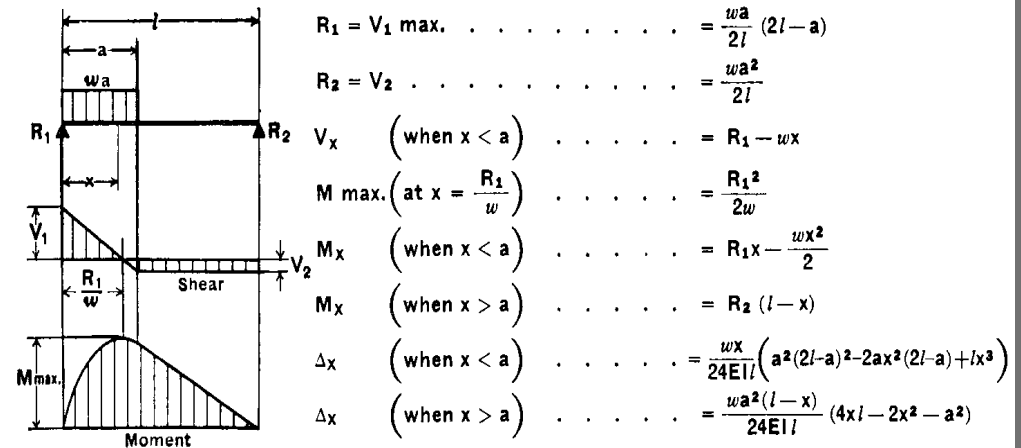 l
a
wa
R₁
R₂
x
V₁
V₂
R₁/w
Shear
M max.
Moment
R₁ = V₁ max. . . . . . . . . . = wa/2l (2l − a)
R₂ = V₂ . . . . . . . . . . . = wa²/2l
Vₓ (when x < a) . . . . . = R₁ − wx
M max. (at x = R₁/w) . . . . . = R₁²/2w
Mₓ (when x < a) . . . . . = R₁x − wx²/2
Mₓ (when x > a) . . . . . = R₂ (l − x)
Δₓ (when x < a) . . . . . = wx/24EIl (a²(2l-a)²-2ax²(2l-a)+lx³)
Δₓ (when x > a) . . . . . = wa²(l − x)/24EIl (4xl − 2x² − a²)